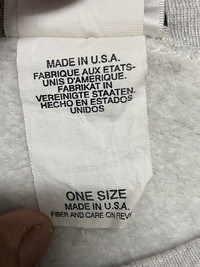 MADE IN U.S.A.
FABRIQUE AUX ETATS-
UNIS D'AMERIQUE.
FABRIKAT IN
VEREINIGTE STAATEN.
HECHO EN ESTADOS
UNIDOS
ONE SIZE
MADE IN U.S.A.
FIBER AND CARE ON REVE